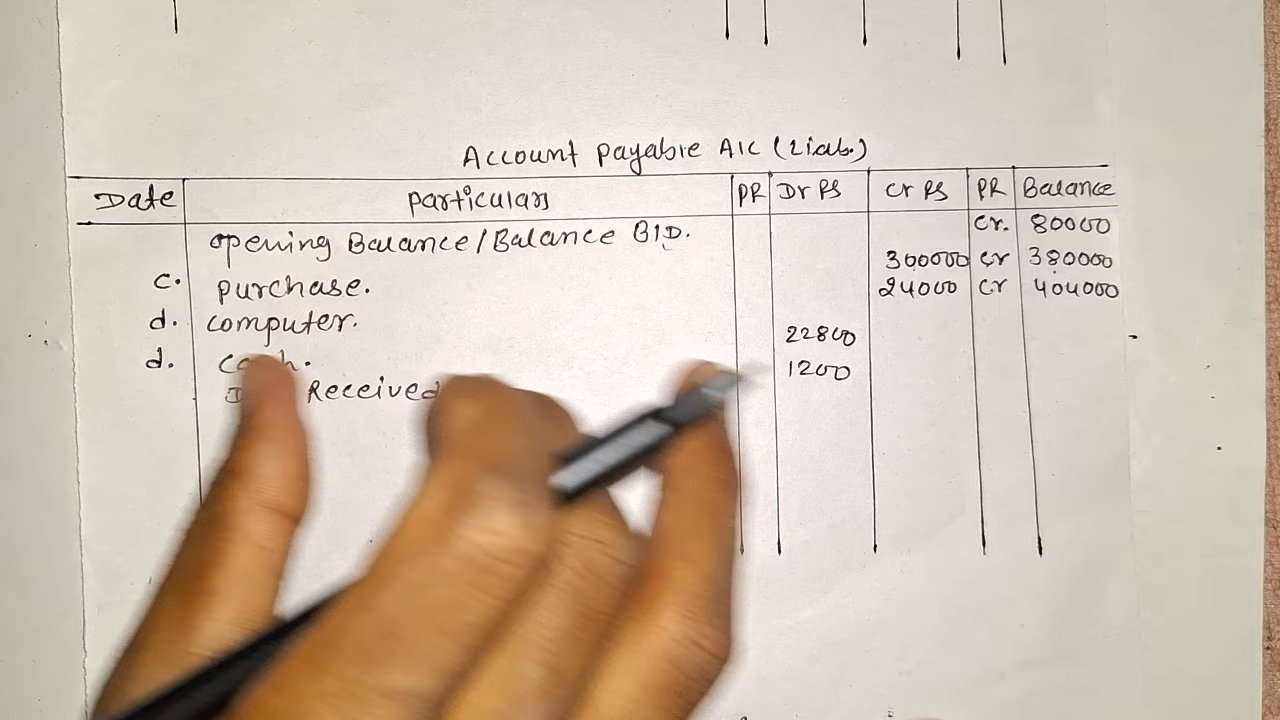 Account payable A/C (Liab.)
Date particulars PR Dr RS Cr RS PR Balance
opening Balance/Balance B/D. Cr. 80000
c. purchase. 300000 cr 380000
d. computer. 24000 cr 404000
d. 22800
Received 1200